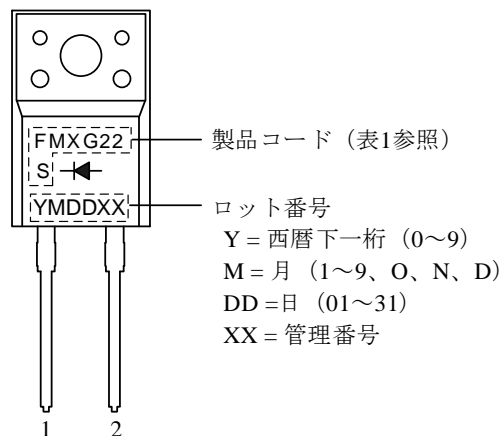 FMXG22
S
YMDDXX
製品コード（表1参照）
ロット番号
Y = 西暦下一桁（0～9）
M = 月（1～9、O、N、D）
DD =日（01～31）
XX = 管理番号
1 2